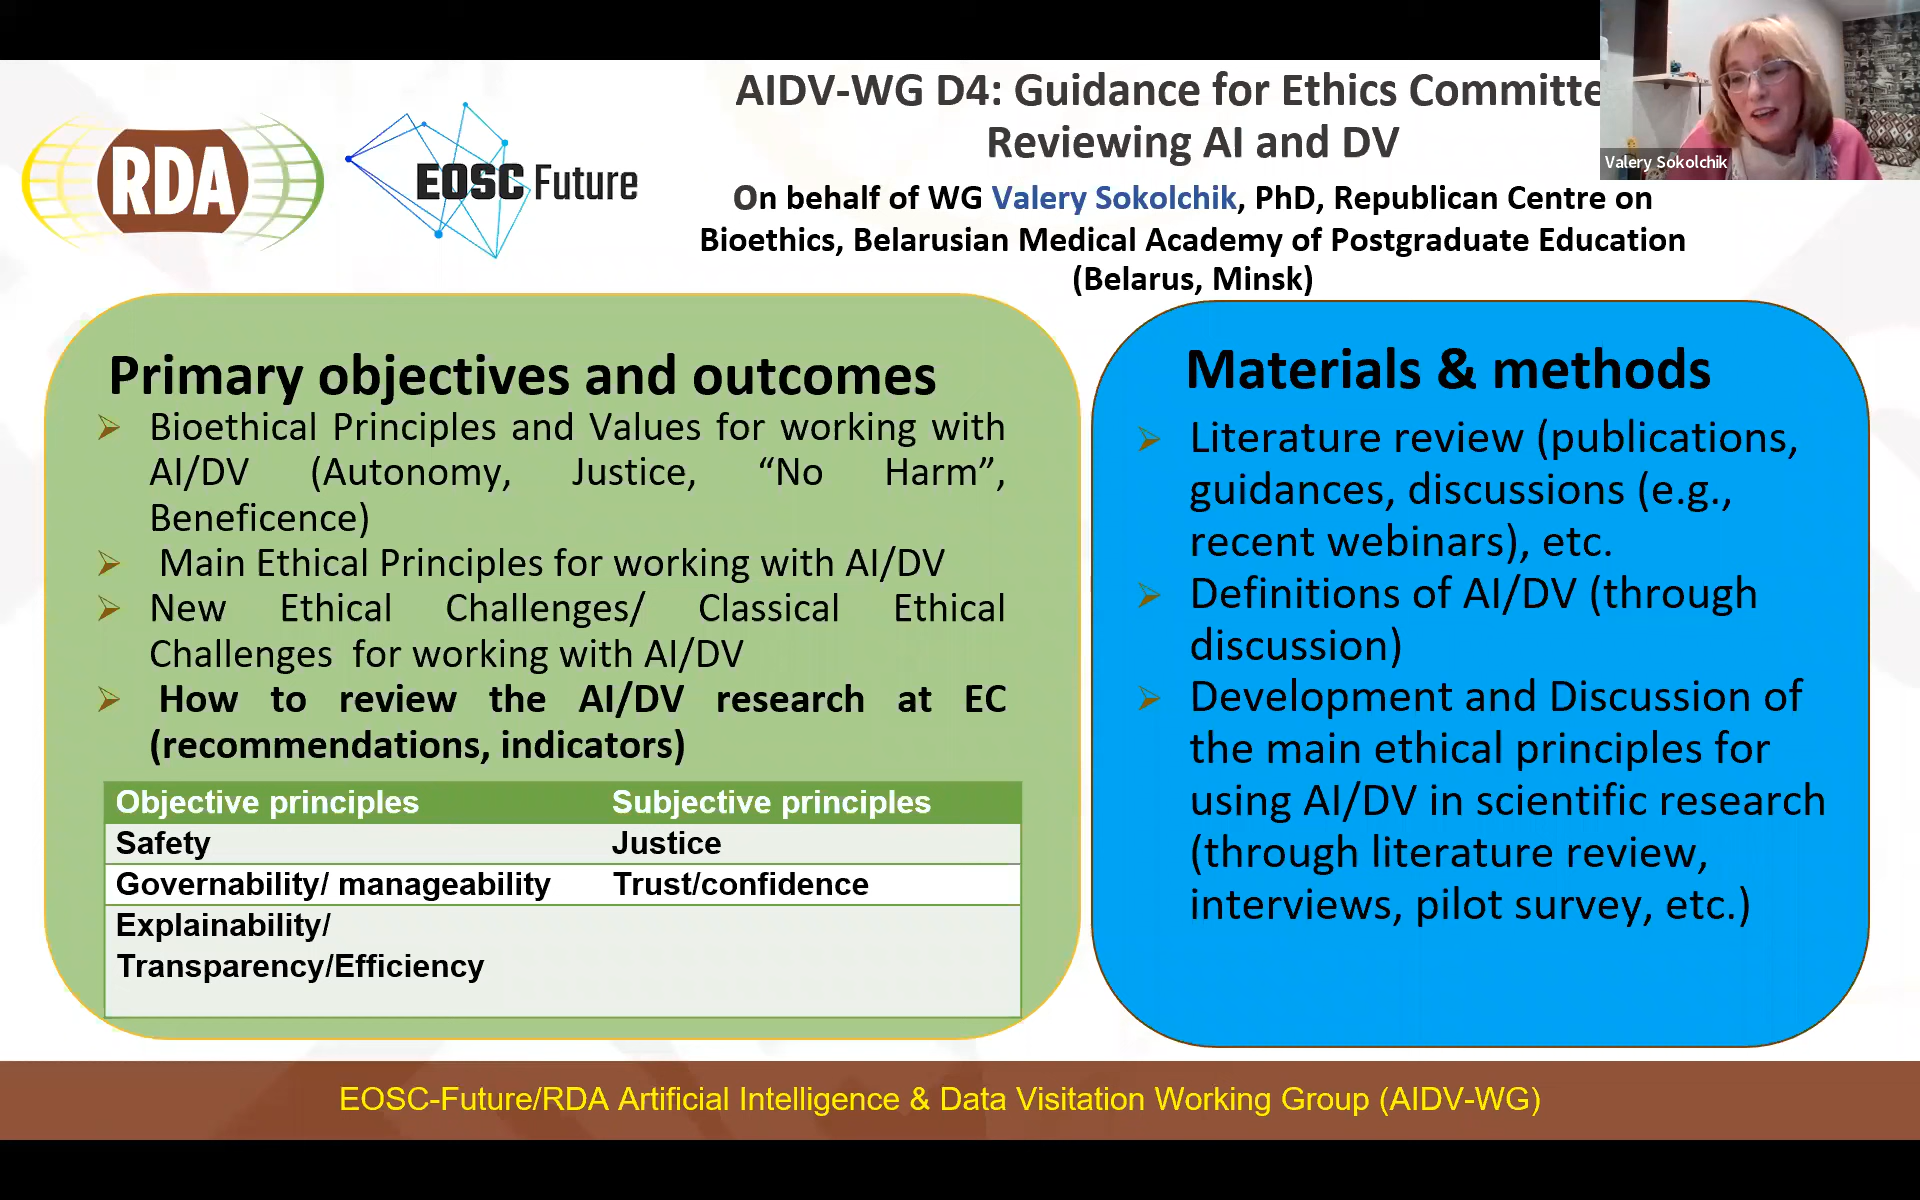 AIDV-WG D4: Guidance for Ethics Committe
Reviewing AI and DV
Valery Sokolchik
RDA
EOSC Future
On behalf of WG Valery Sokolchik, PhD, Republican Centre on
Bioethics, Belarusian Medical Academy of Postgraduate Education
(Belarus, Minsk)
Primary objectives and outcomes
➢ Bioethical Principles and Values for working with
AI/DV (Autonomy, Justice, “No Harm”,
Beneficence)
➢ Main Ethical Principles for working with AI/DV
➢ New Ethical Challenges/ Classical Ethical
Challenges for working with AI/DV
➢ How to review the AI/DV research at EC
(recommendations, indicators)
Objective principles Subjective principles
Safety Justice
Governability/ manageability Trust/confidence
Explainability/
Transparency/Efficiency
Materials & methods
➢ Literature review (publications,
guidances, discussions (e.g.,
recent webinars), etc.
➢ Definitions of AI/DV (through
discussion)
➢ Development and Discussion of
the main ethical principles for
using AI/DV in scientific research
(through literature review,
interviews, pilot survey, etc.)
EOSC-Future/RDA Artificial Intelligence & Data Visitation Working Group (AIDV-WG)